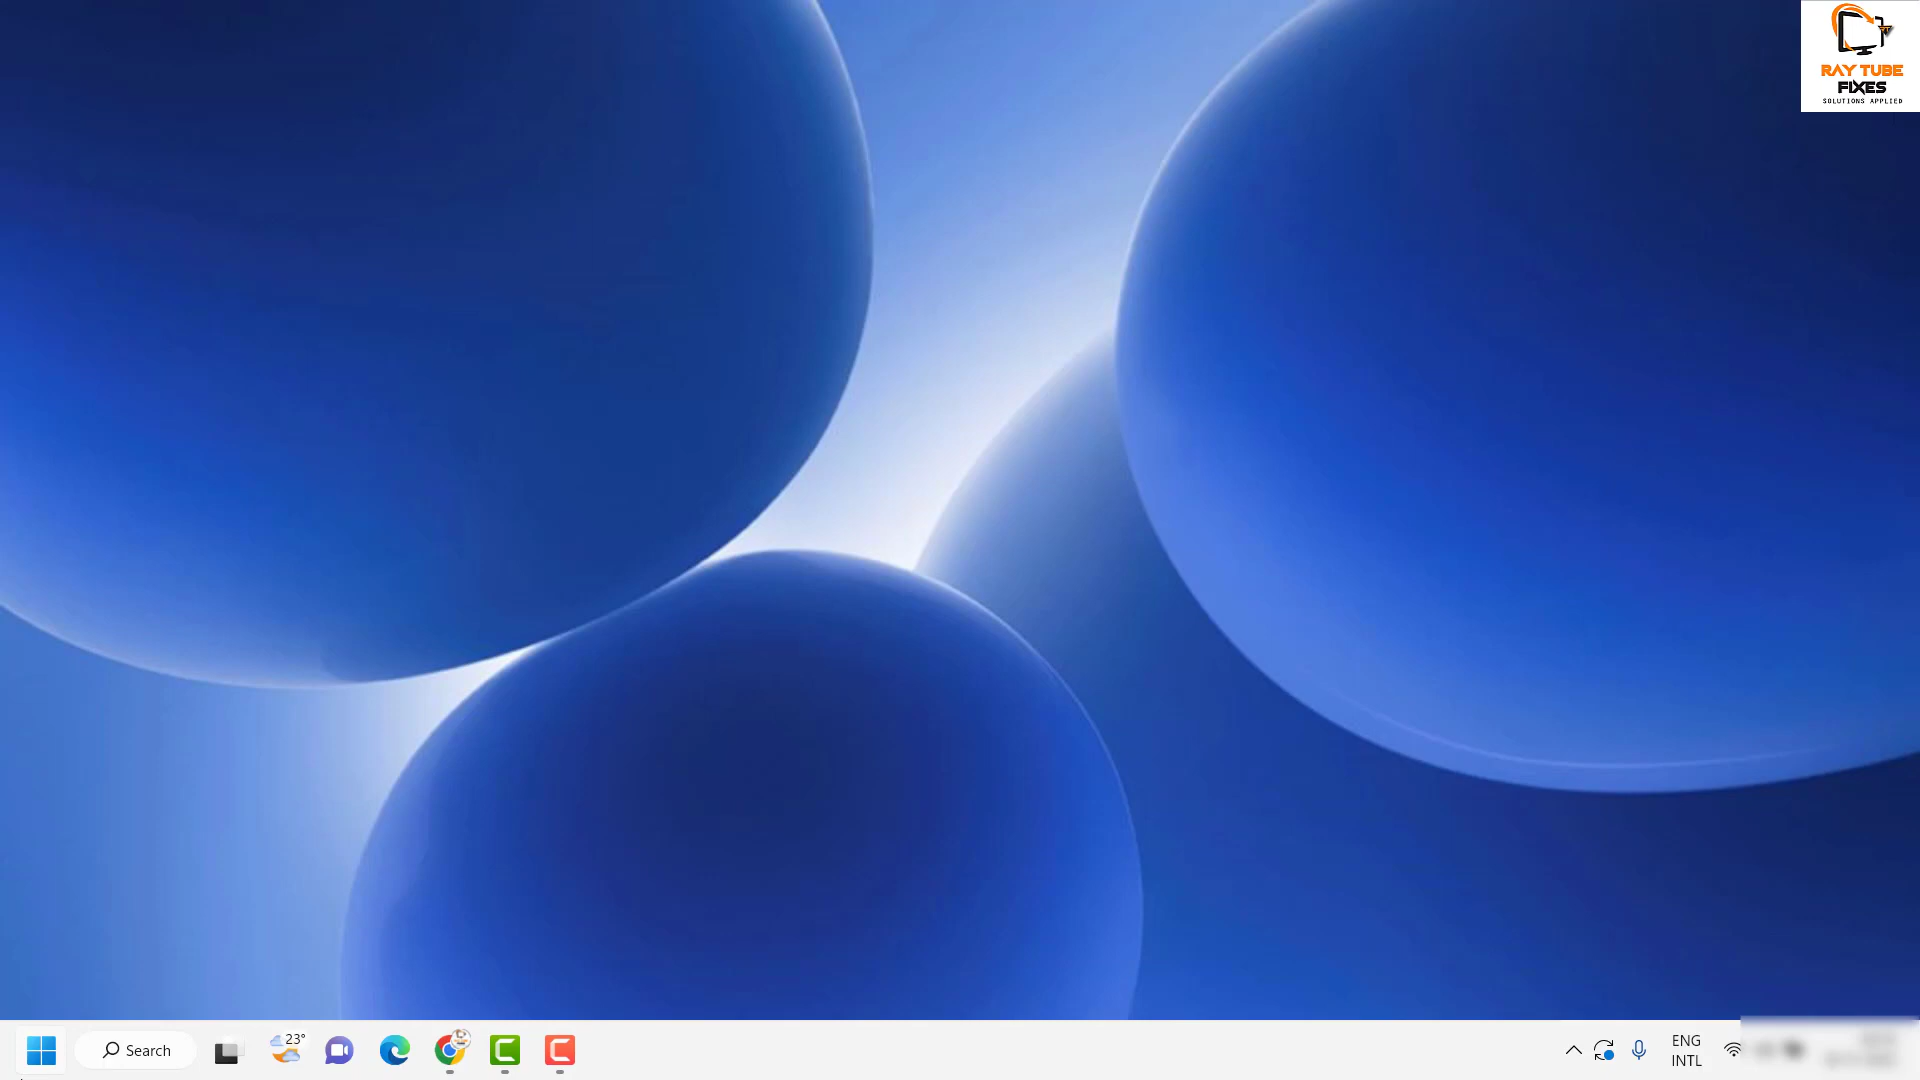 RAY TUBE
FIXES
SOLUTIONS APPLIED
Search
23°
ENG
INTL